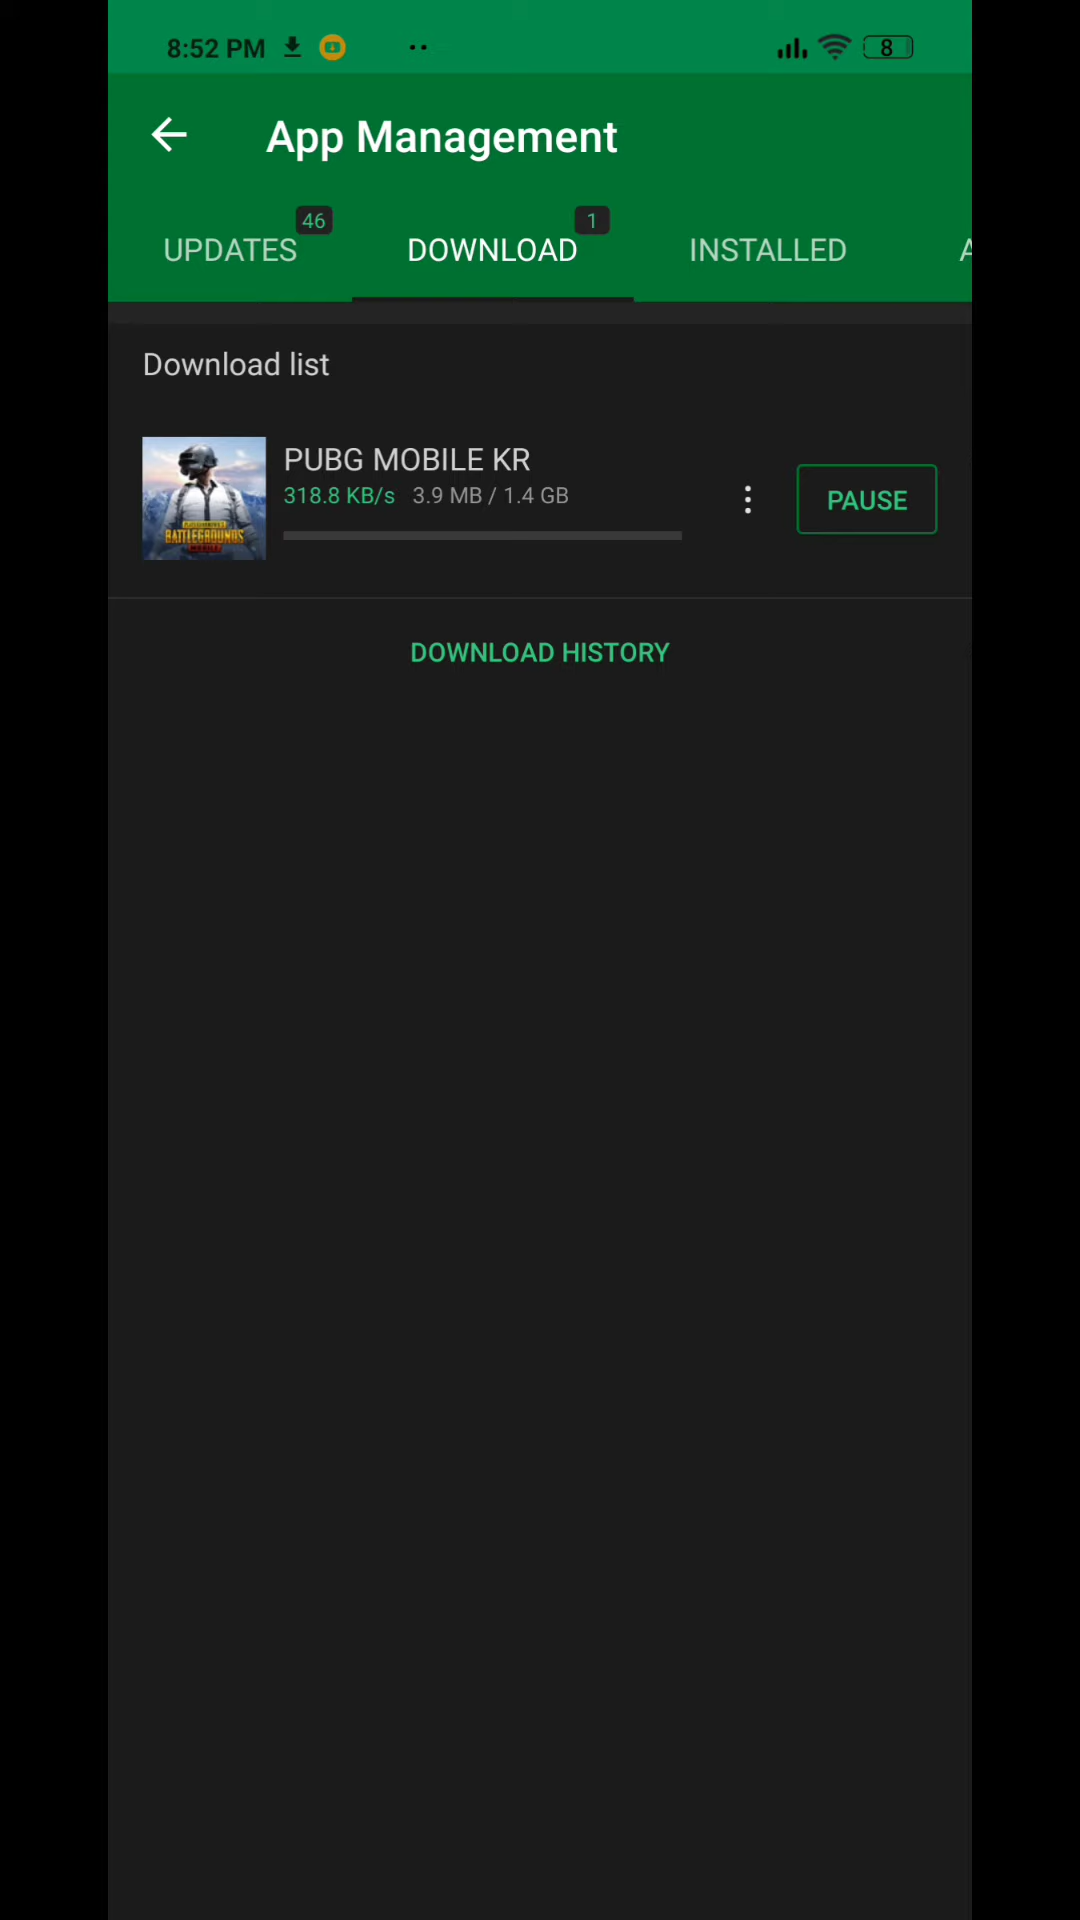 8:52 PM
8
App Management
46
1
UPDATES DOWNLOAD INSTALLED A
Download list
PUBG MOBILE KR
318.8 KB/s 3.9 MB / 1.4 GB
PAUSE
BATTLEGROUNDS
DOWNLOAD HISTORY